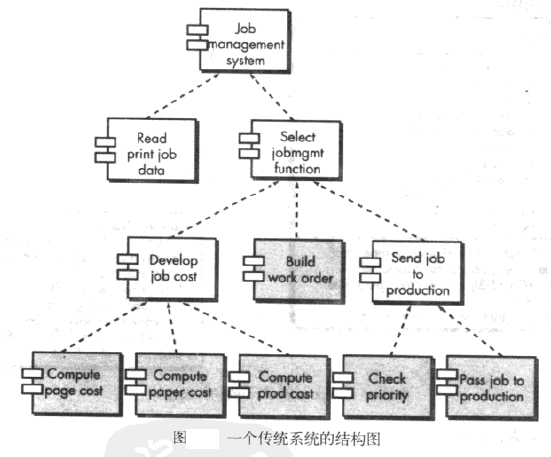 Job
management
system
Read
print job
data
Select
jobmgmt
function
Develop
job cost
Build
work order
Send job
to
production
Compute
page cost
Compute
paper cost
Compute
prod cost
Check
priority
Pass job to
production
图 一个传统系统的结构图